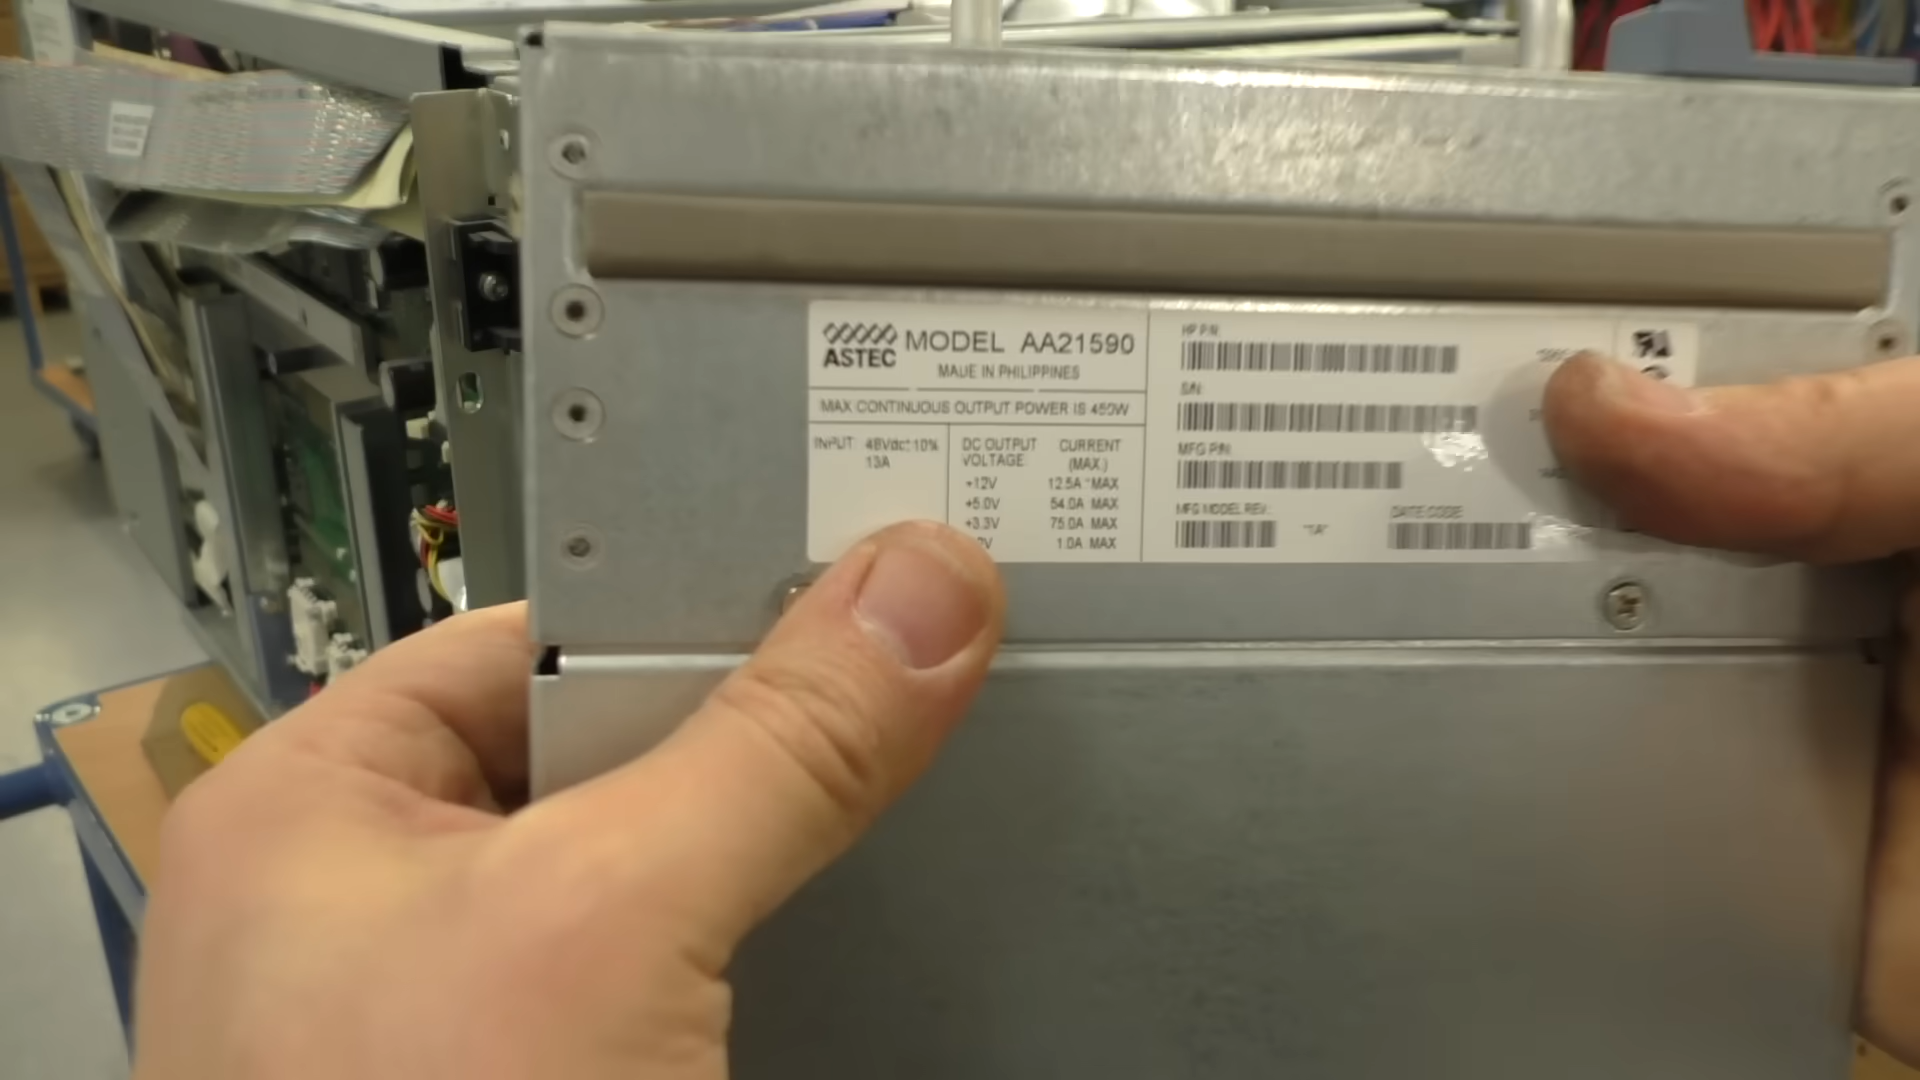 ASTEC MODEL AA21590
MADE IN PHILIPPINES
MAX CONTINUOUS OUTPUT POWER IS 450W
INPUT: 48Vdc±10%
13A
DC OUTPUT VOLTAGE: CURRENT (MAX.)
+12V 12.5A *MAX
+5.0V 54.0A MAX
+3.3V 75.0A MAX
1.0A MAX
HP P/N:
S/N:
MFG P/N:
MFG MODEL REV:
DATE CODE